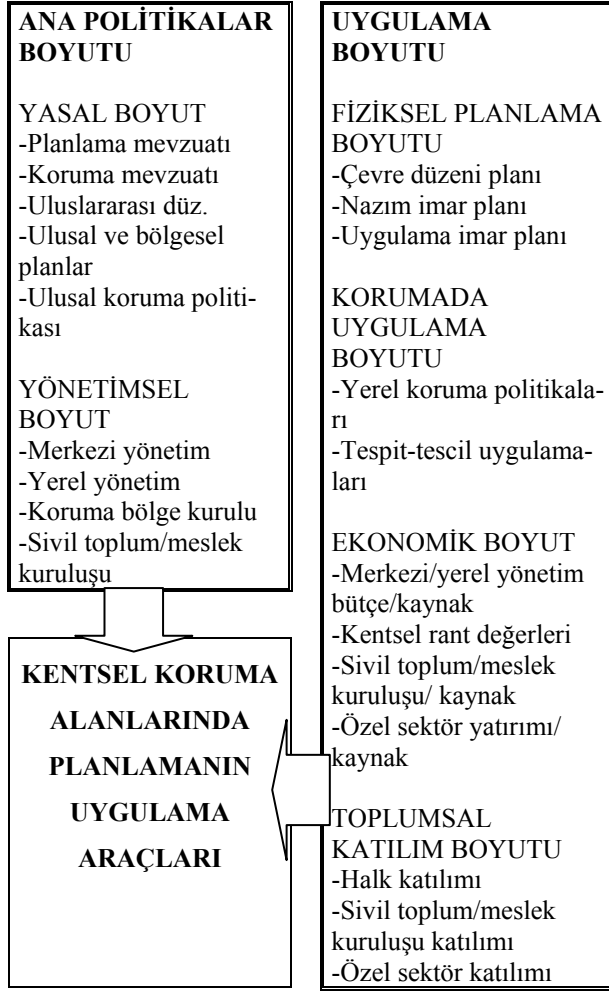 ANA POLİTİKALAR
BOYUTU
YASAL BOYUT
-Planlama mevzuatı
-Koruma mevzuatı
-Uluslararası düz.
-Ulusal ve bölgesel
planlar
-Ulusal koruma politi-
kası
YÖNETİMSEL
BOYUT
-Merkezi yönetim
-Yerel yönetim
-Koruma bölge kurulu
-Sivil toplum/meslek
kuruluşu
KENTSEL KORUMA
ALANLARINDA
PLANLAMANIN
UYGULAMA
ARAÇLARI
UYGULAMA
BOYUTU
FİZİKSEL PLANLAMA
BOYUTU
-Çevre düzeni planı
-Nazım imar planı
-Uygulama imar planı
KORUMADA
UYGULAMA
BOYUTU
-Yerel koruma politikala-
rı
-Tespit-tescil uygulama-
ları
EKONOMİK BOYUT
-Merkezi/yerel yönetim
bütçe/kaynak
-Kentsel rant değerleri
-Sivil toplum/meslek
kuruluşu/ kaynak
-Özel sektör yatırımı/
kaynak
TOPLUMSAL
KATILIM BOYUTU
-Halk katılımı
-Sivil toplum/meslek
kuruluşu katılımı
-Özel sektör katılımı